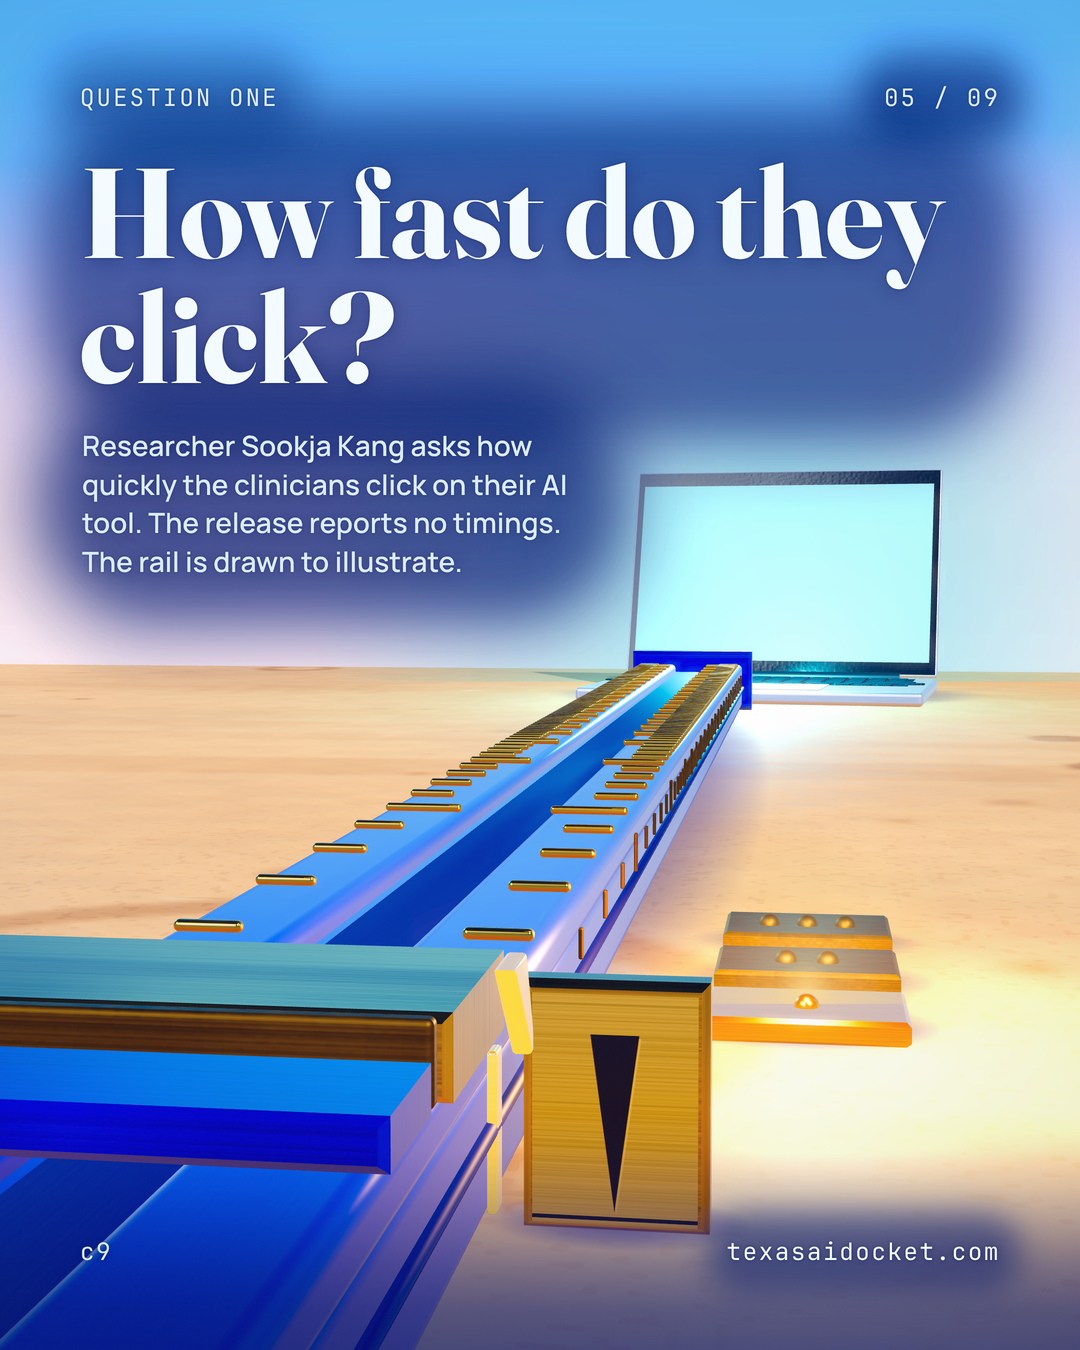 QUESTION ONE
05 / 09
How fast do they
click?
Researcher Sookja Kang asks how
quickly the clinicians click on their AI
tool. The release reports no timings.
The rail is drawn to illustrate.
c9
texasaidocket.com